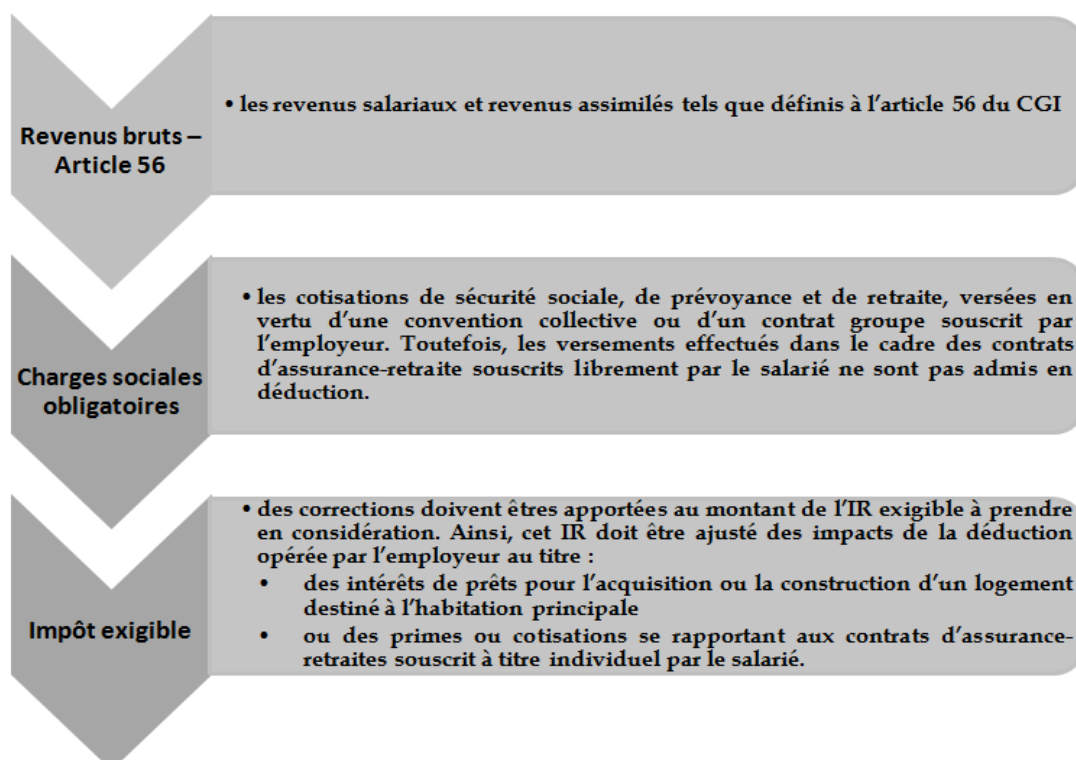 Revenus bruts –
Article 56
• les revenus salariaux et revenus assimilés tels que définis à l’article 56 du CGI
Charges sociales
obligatoires
• les cotisations de sécurité sociale, de prévoyance et de retraite, versées en
vertu d’une convention collective ou d’un contrat groupe souscrit par
l’employeur. Toutefois, les versements effectués dans le cadre des contrats
d’assurance-retraite souscrits librement par le salarié ne sont pas admis en
déduction.
Impôt exigible
• des corrections doivent êtres apportées au montant de l’IR exigible à prendre
en considération. Ainsi, cet IR doit être ajusté des impacts de la déduction
opérée par l’employeur au titre :
• des intérêts de prêts pour l’acquisition ou la construction d’un logement
destiné à l’habitation principale
• ou des primes ou cotisations se rapportant aux contrats d’assurance-
retraites souscrit à titre individuel par le salarié.